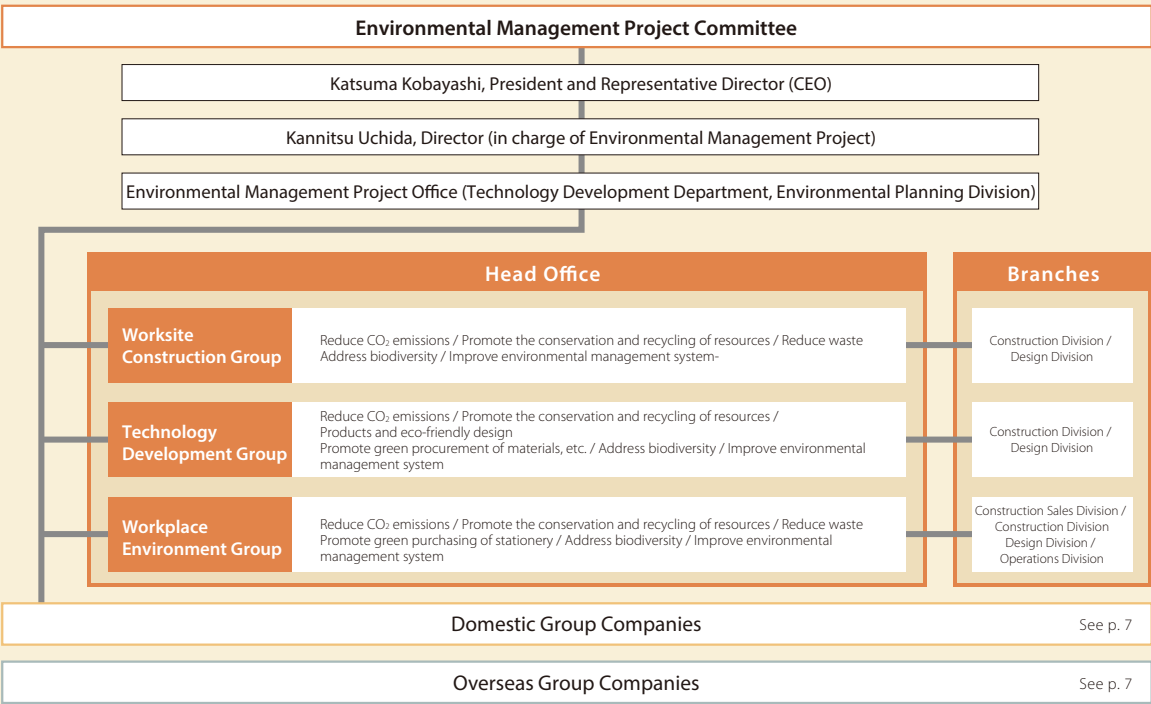 Environmental Management Project Committee
Katsuma Kobayashi, President and Representative Director (CEO)
Kannitsu Uchida, Director (in charge of Environmental Management Project)
Environmental Management Project Office (Technology Development Department, Environmental Planning Division)
Head Office
Branches
Worksite
Construction Group
Reduce CO₂ emissions / Promote the conservation and recycling of resources / Reduce waste
Address biodiversity / Improve environmental management system-
Construction Division /
Design Division
Technology
Development Group
Reduce CO₂ emissions / Promote the conservation and recycling of resources /
Products and eco-friendly design
Promote green procurement of materials, etc. / Address biodiversity / Improve environmental
management system
Construction Division /
Design Division
Workplace
Environment Group
Reduce CO₂ emissions / Promote the conservation and recycling of resources / Reduce waste
Promote green purchasing of stationery / Address biodiversity / Improve environmental
management system
Construction Sales Division /
Construction Division
Design Division /
Operations Division
Domestic Group Companies
See p. 7
Overseas Group Companies
See p. 7